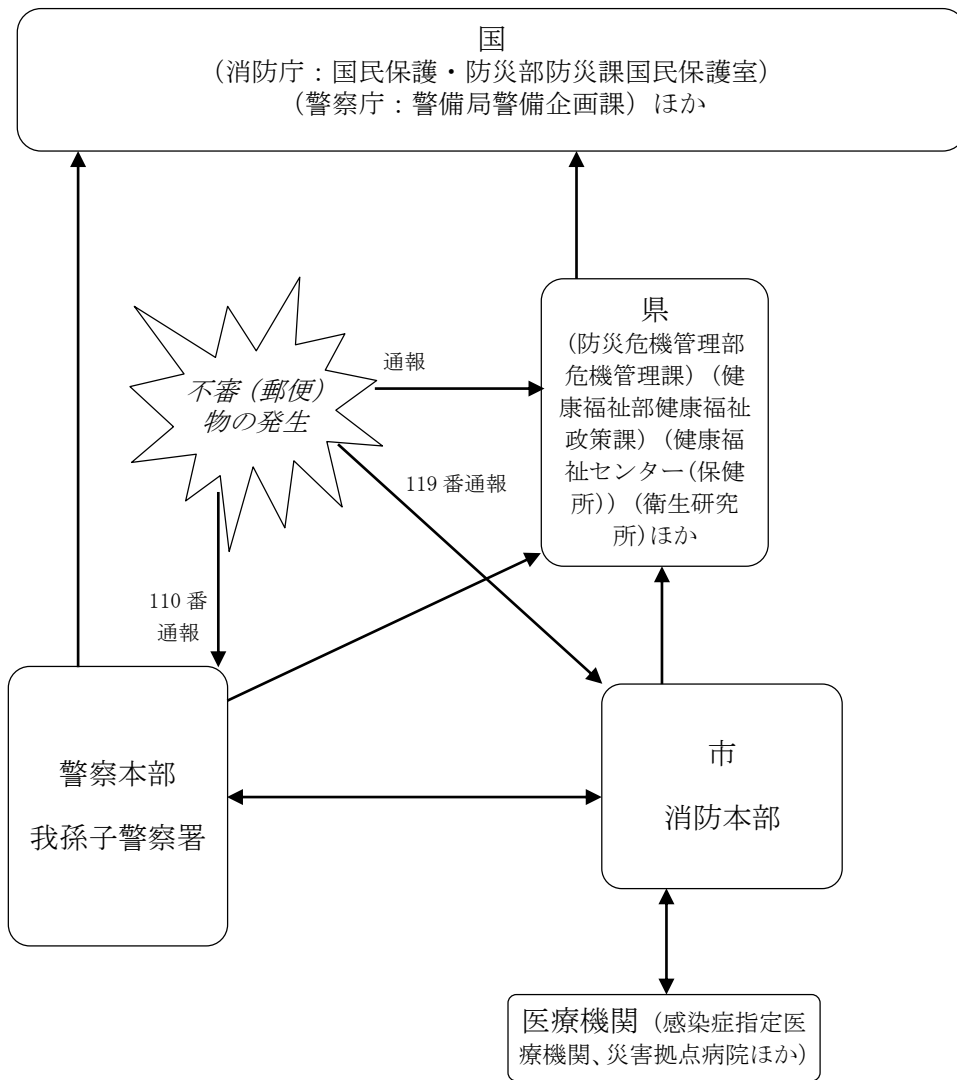 国
（消防庁：国民保護・防災部防災課国民保護室）
（警察庁：警備局警備企画課）ほか
県
（防災危機管理部
危機管理課）（健
康福祉部健康福祉
政策課）（健康福
祉センター（保健
所））（衛生研究
所）ほか
通報
不審（郵便）
物の発生
119 番通報
110 番
通報
警察本部
我孫子警察署
市
消防本部
医療機関（感染症指定医
療機関、災害拠点病院ほか）